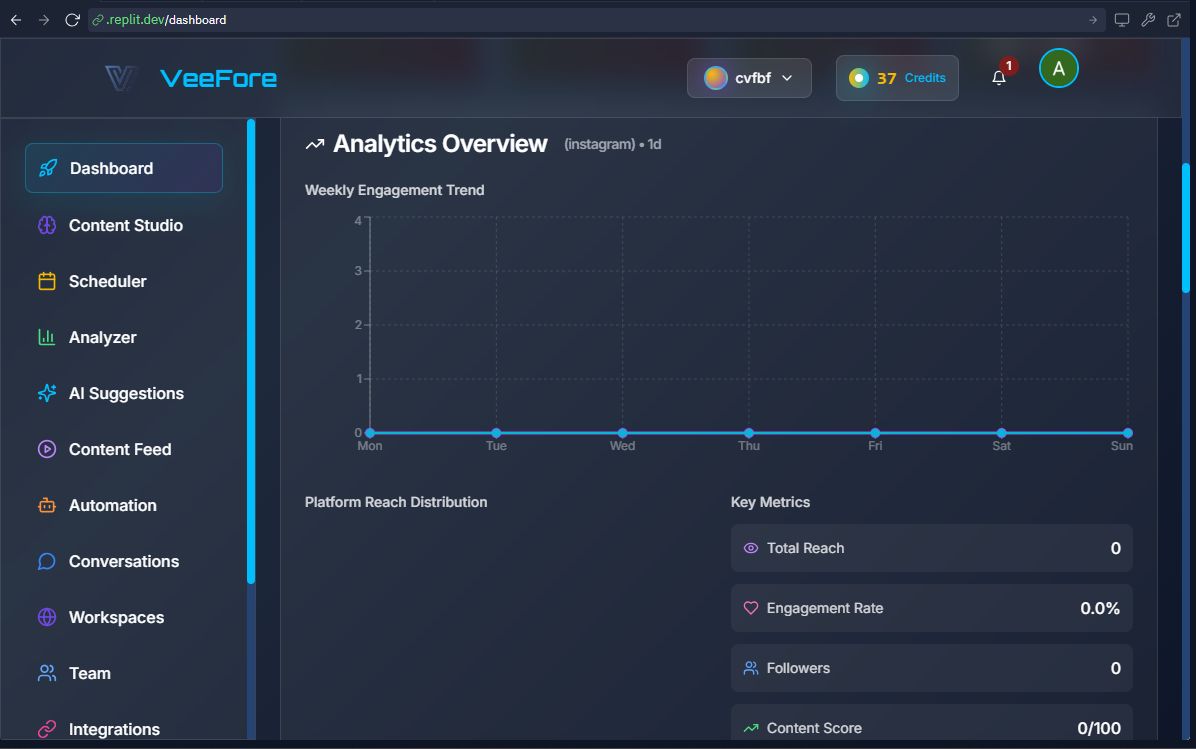 .replit.dev/dashboard
VeeFore
cvfbf
37 Credits
1
A
Dashboard
Content Studio
Scheduler
Analyzer
AI Suggestions
Content Feed
Automation
Conversations
Workspaces
Team
Integrations
Analytics Overview (instagram) • 1d
Weekly Engagement Trend
4
3
2
1
0
Mon Tue Wed Thu Fri Sat Sun
Platform Reach Distribution
Key Metrics
Total Reach 0
Engagement Rate 0.0%
Followers 0
Content Score 0/100